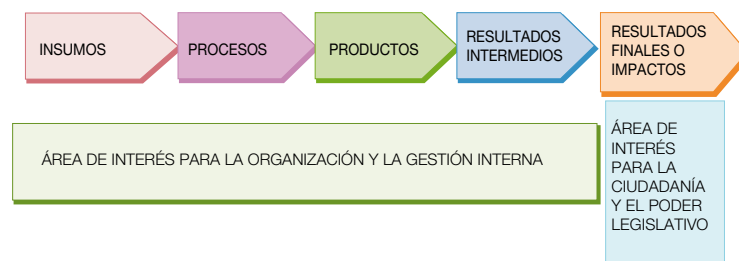 INSUMOS
PROCESOS
PRODUCTOS
RESULTADOS
INTERMEDIOS
RESULTADOS
FINALES O
IMPACTOS
ÁREA DE INTERÉS PARA LA ORGANIZACIÓN Y LA GESTIÓN INTERNA
ÁREA DE
INTERÉS
PARA LA
CIUDADANÍA
Y EL PODER
LEGISLATIVO